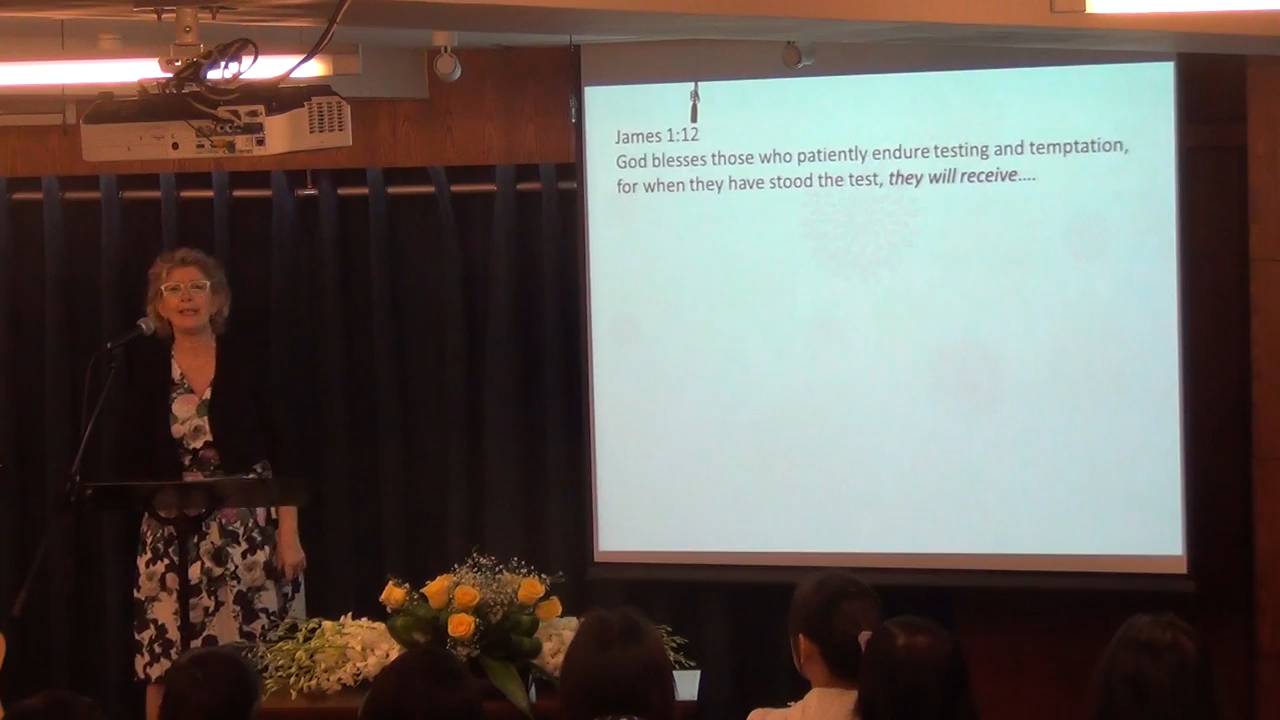 James 1:12
God blesses those who patiently endure testing and temptation,
for when they have stood the test, they will receive....